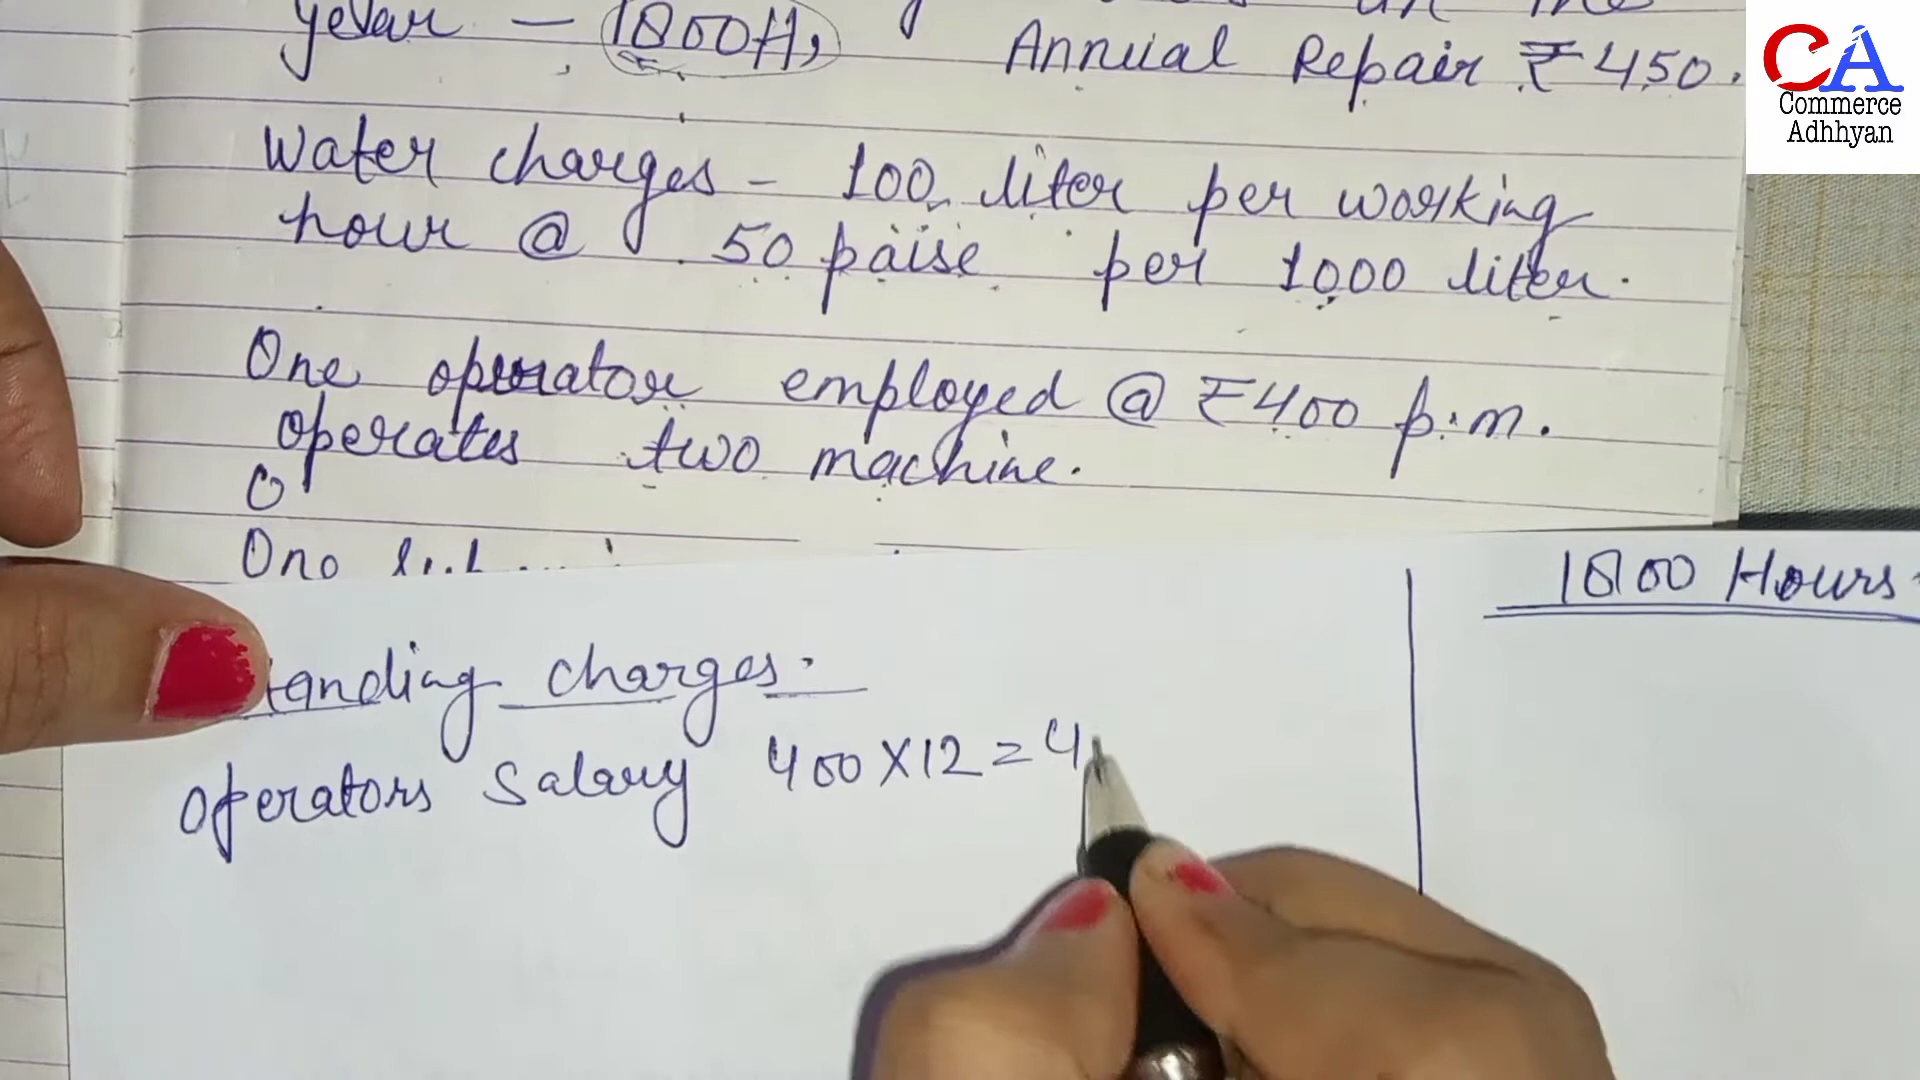 year - 1800H,
Annual Repair ₹ 450.
Water charges - 100 liter per working
hour @ 50 paise per 1000 liter.
One operator employed @ ₹400 p.m.
operates two machine.
1800 Hours
Standing charges.
Operators Salary 400 × 12 = 4
CA
Commerce
Adhhyan